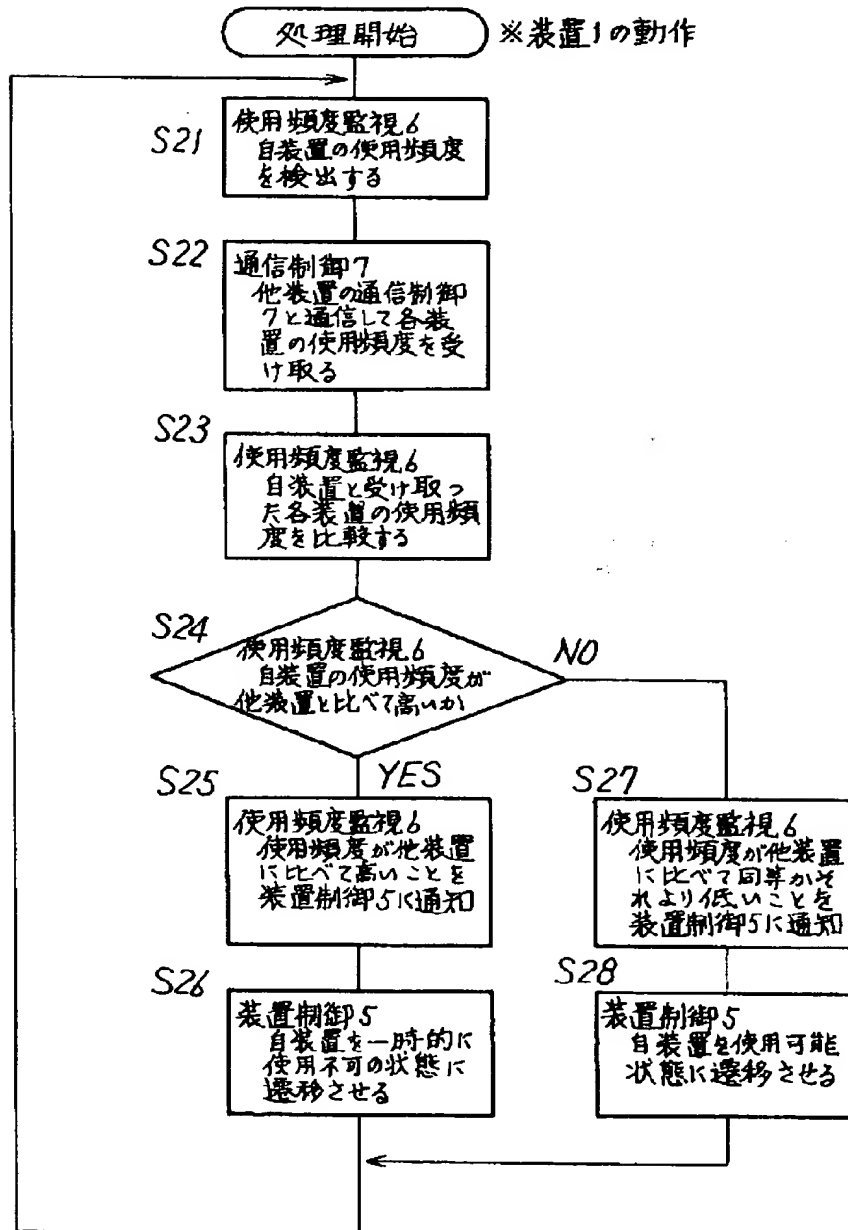 処理開始
※装置1の動作
S21
使用頻度監視6
自装置の使用頻度
を検出する
S22
通信制御7
他装置の通信制御
7と通信して各装
置の使用頻度を受
け取る
S23
使用頻度監視6
自装置と受け取っ
た各装置の使用頻
度を比較する
S24
使用頻度監視6
自装置の使用頻度が
他装置と比べて高いか
NO
YES
S25
使用頻度監視6
使用頻度が他装置
に比べて高いことを
装置制御5に通知
S26
装置制御5
自装置を一時的に
使用不可の状態に
遷移させる
S27
使用頻度監視6
使用頻度が他装置
に比べて同等かそ
れより低いことを
装置制御5に通知
S28
装置制御5
自装置を使用可能
状態に遷移させる